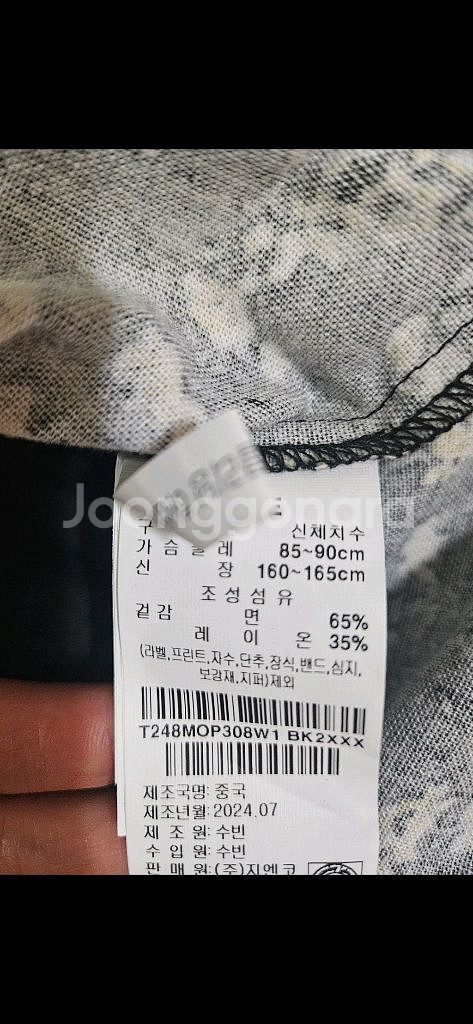 Joonggonara
구 신체치수
가슴둘레 85~90cm
신 장 160~165cm
조성섬유
겉감 면 65%
레 이 온 35%
(라벨,프린트,자수,단추,장식,밴드,심지,
보강재,지퍼)제외
T248MOP308W1 BK2XXX
제조국명: 중국
제조년월: 2024.07
제 조 원: 수빈
수 입 원: 수빈
판 매 원: (주)지엔코